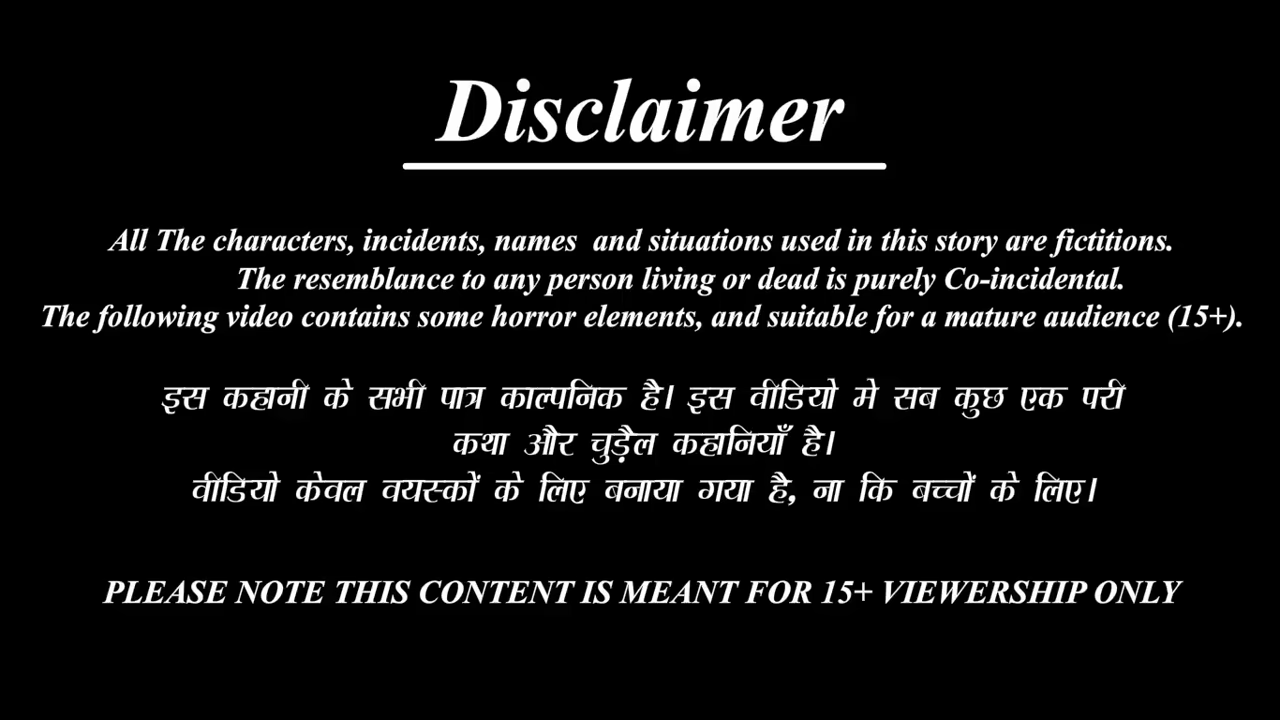 Disclaimer
All The characters, incidents, names and situations used in this story are fictitions.
The resemblance to any person living or dead is purely Co-incidental.
The following video contains some horror elements, and suitable for a mature audience (15+).
इस कहानी के सभी पात्र काल्पनिक है। इस वीडियो मे सब कुछ एक परी
कथा और चुड़ैल कहानियाँ है।
वीडियो केवल वयस्कों के लिए बनाया गया है, ना कि बच्चों के लिए।
PLEASE NOTE THIS CONTENT IS MEANT FOR 15+ VIEWERSHIP ONLY